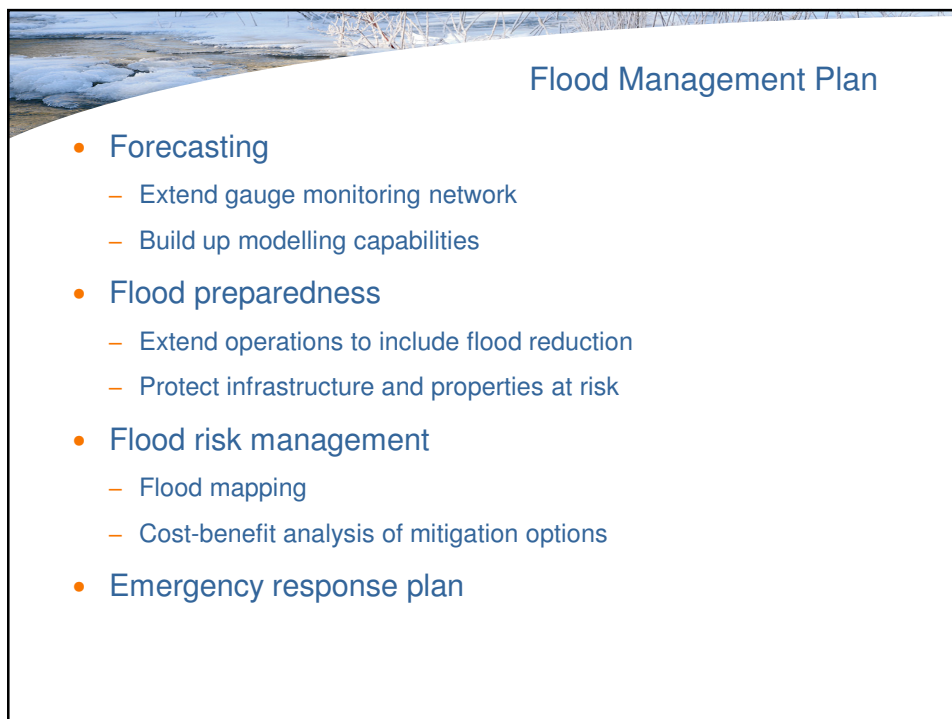 Flood Management Plan
• Forecasting
– Extend gauge monitoring network
– Build up modelling capabilities
• Flood preparedness
– Extend operations to include flood reduction
– Protect infrastructure and properties at risk
• Flood risk management
– Flood mapping
– Cost-benefit analysis of mitigation options
• Emergency response plan